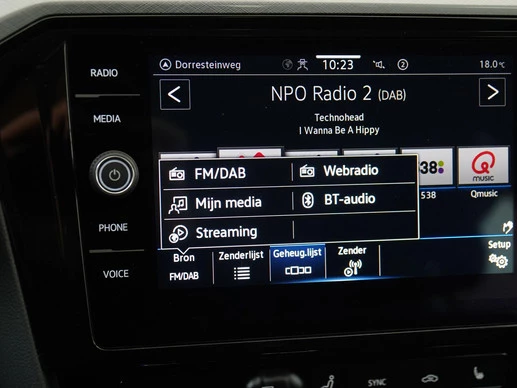 Dorresteinweg 10:23 2 18.0°C
RADIO
NPO Radio 2 (DAB)
MEDIA
Technohead
I Wanna Be A Hippy
FM/DAB Webradio
538 Q music
Mijn media BT-audio
538 Qmusic
PHONE
Streaming
Setup
Bron Zenderlijst Geheug.lijst Zender
FM/DAB
VOICE
SYNC